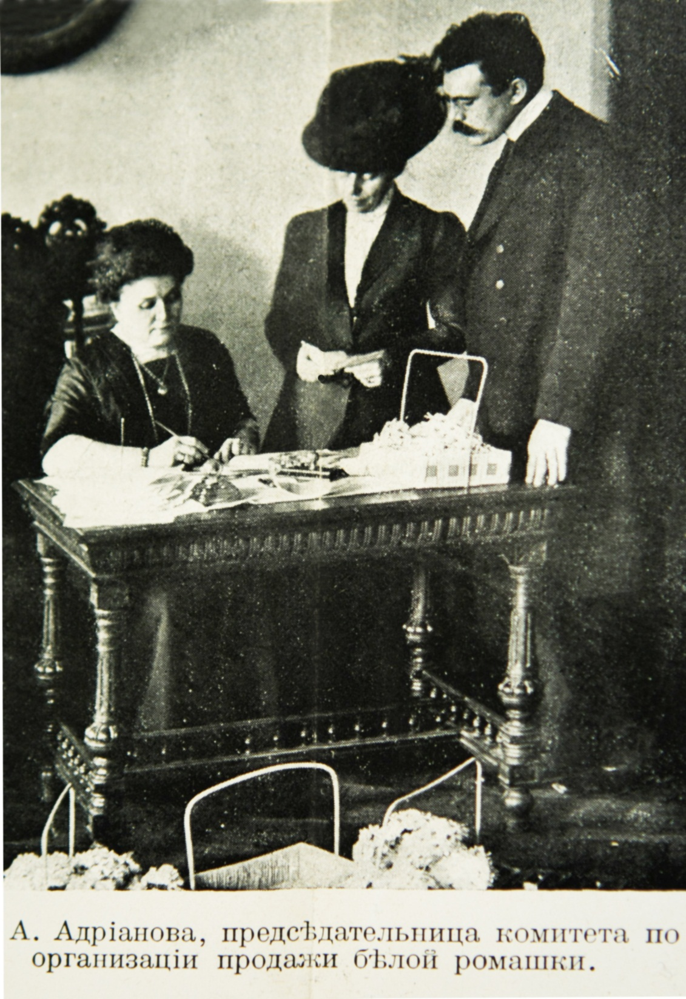 А. Адріанова, предсѣдательница комитета по
организаціи продажи бѣлой ромашки.